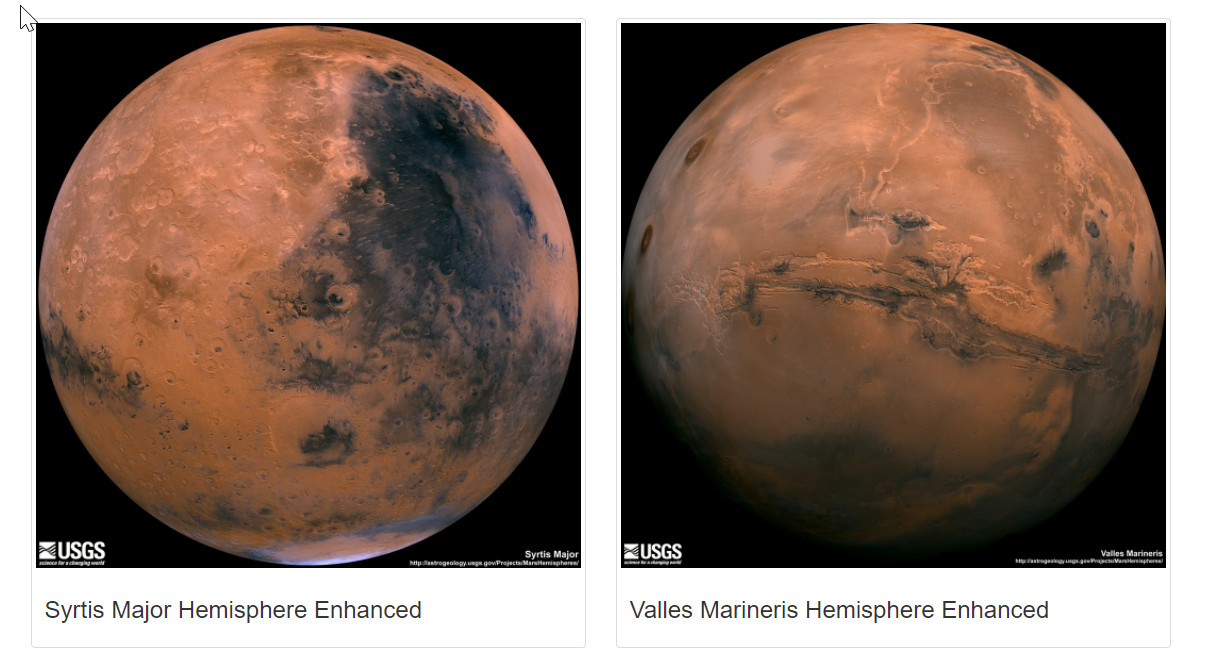 USGS
science for a changing world
Syrtis Major
http://astrogeology.usgs.gov/Projects/MarsHemispheres/
Syrtis Major Hemisphere Enhanced
USGS
science for a changing world
Valles Marineris
http://astrogeology.usgs.gov/Projects/MarsHemispheres/
Valles Marineris Hemisphere Enhanced